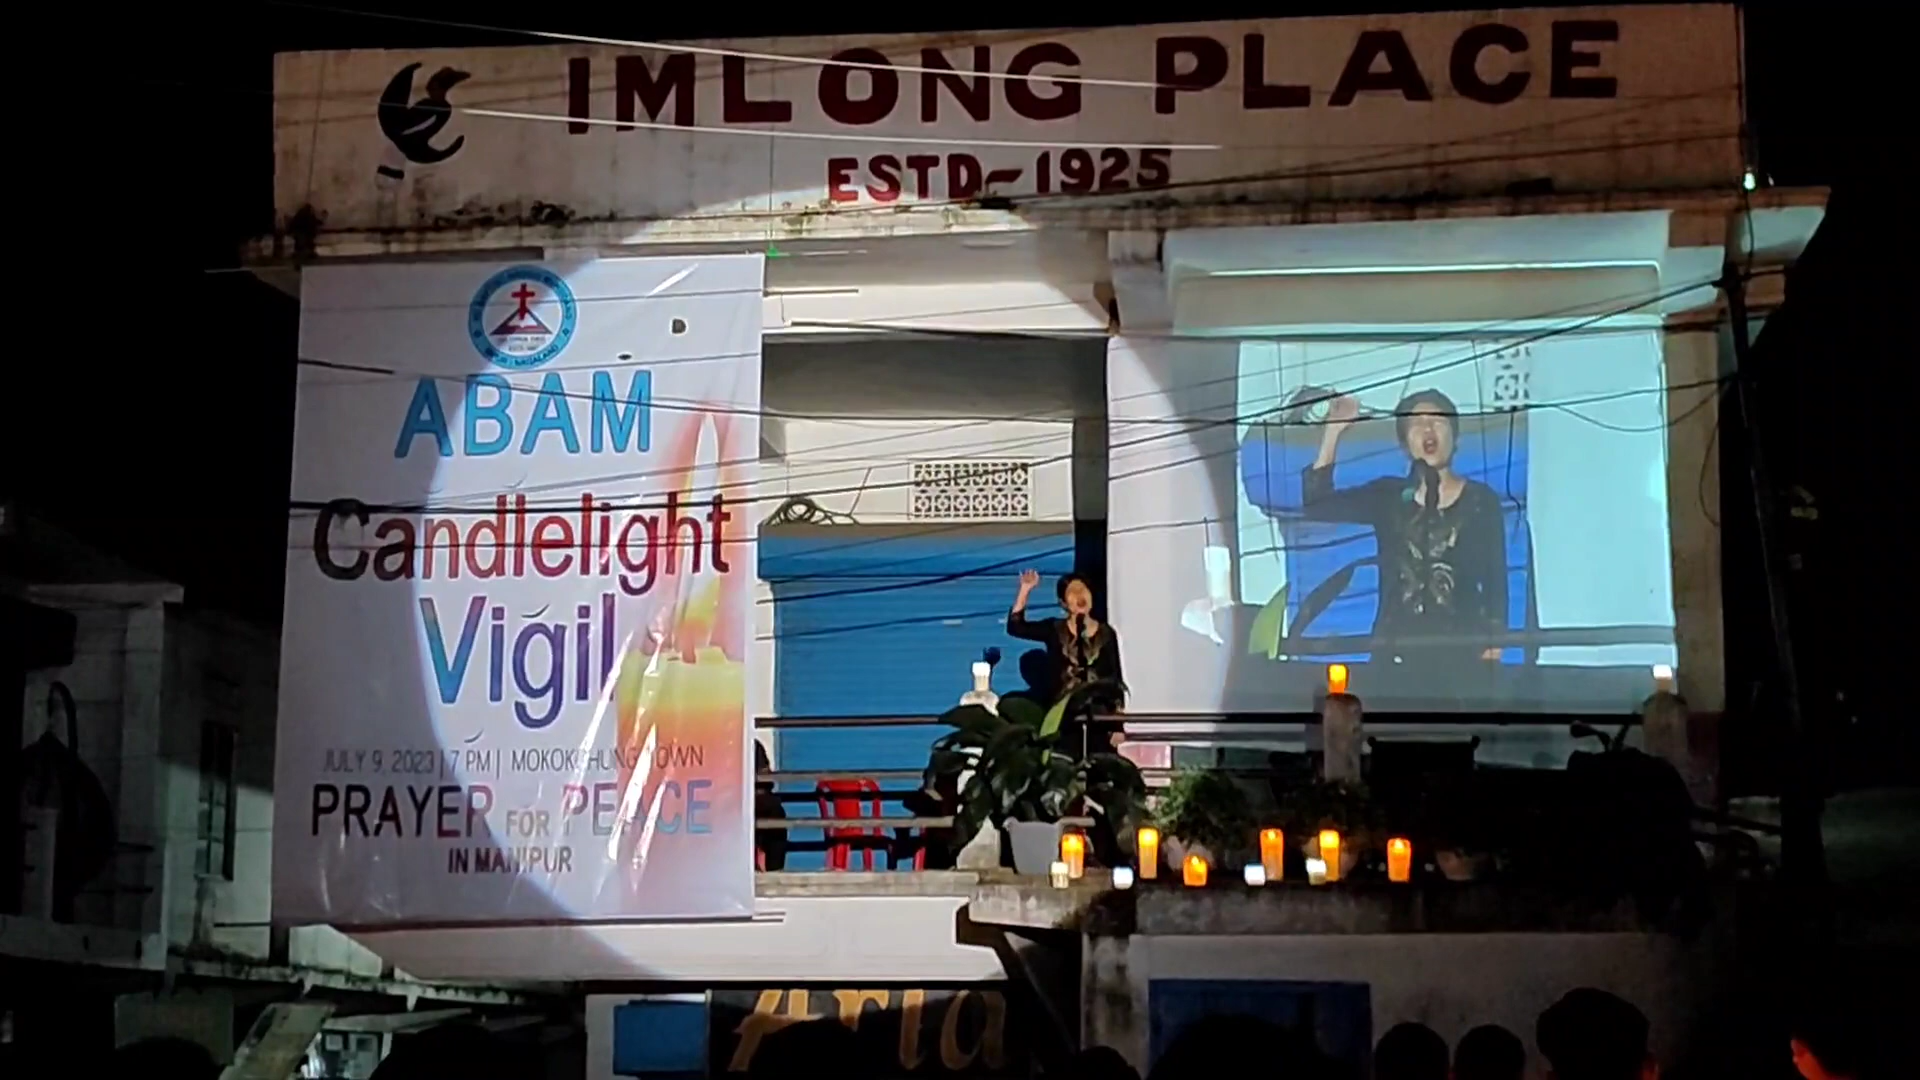 IMLONG PLACE
ESTD-1925
ABAM
Candlelight
Vigil
JULY 9, 2023 | 7 PM | MOKOKCHUNG TOWN
PRAYER FOR PEACE
IN MANIPUR